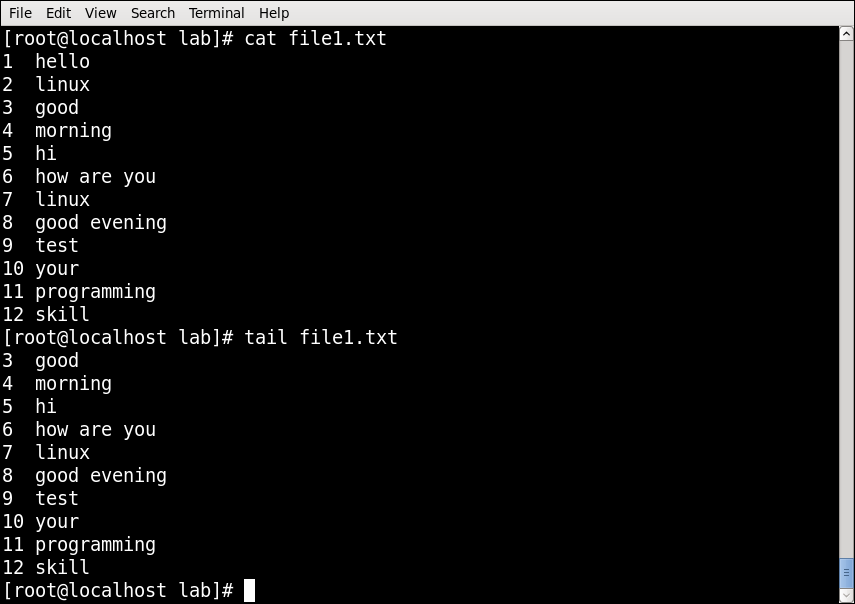 File Edit View Search Terminal Help
[root@localhost lab]# cat file1.txt
1  hello
2  linux
3  good
4  morning
5  hi
6  how are you
7  linux
8  good evening
9  test
10 your
11 programming
12 skill
[root@localhost lab]# tail file1.txt
3  good
4  morning
5  hi
6  how are you
7  linux
8  good evening
9  test
10 your
11 programming
12 skill
[root@localhost lab]#